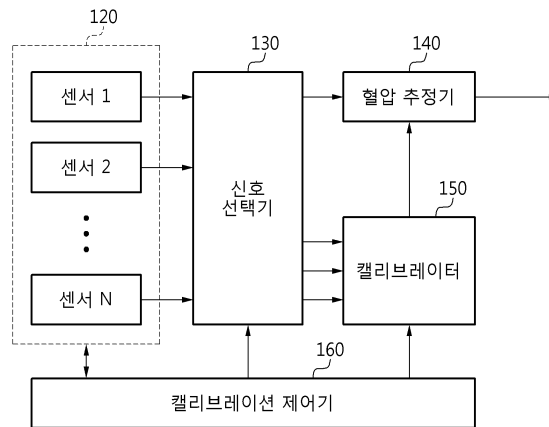 120
130
140
센서 1
혈압 추정기
센서 2
신호
선택기
150
캘리브레이터
센서 N
160
캘리브레이션 제어기